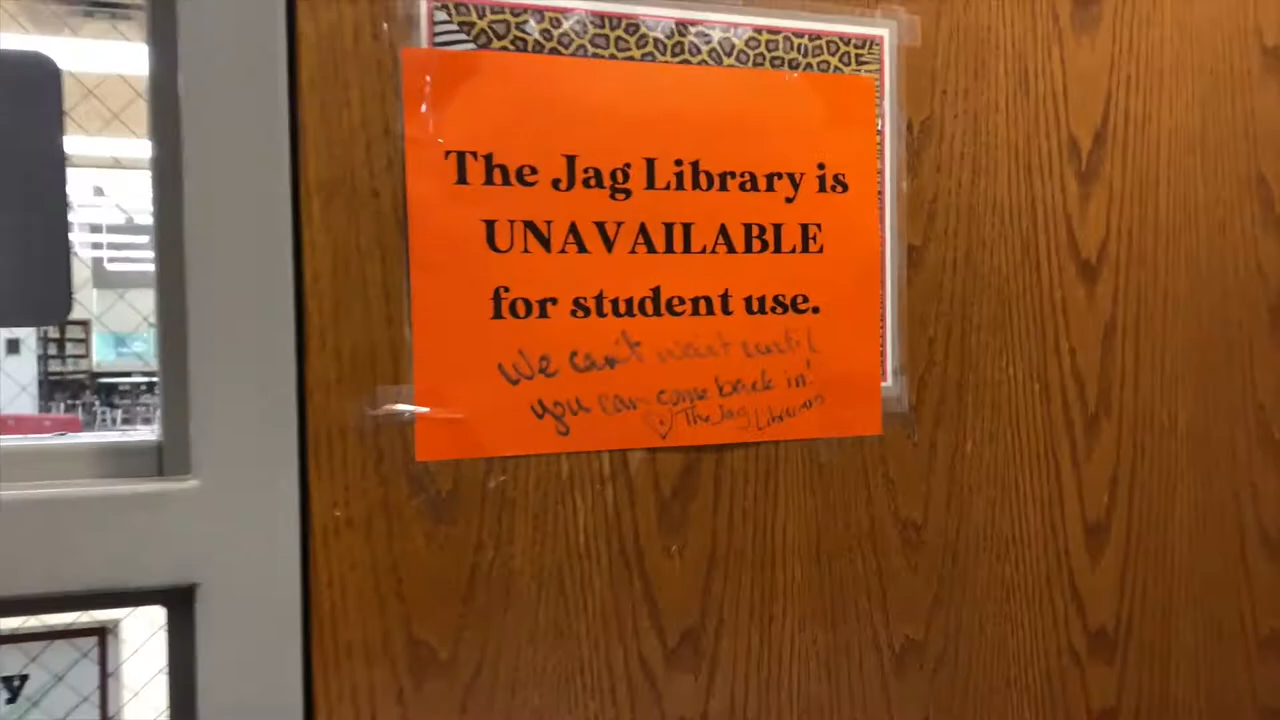 The Jag Library is
UNAVAILABLE
for student use.
We can't wait until
you can come back in!
The Jag Librarians
y